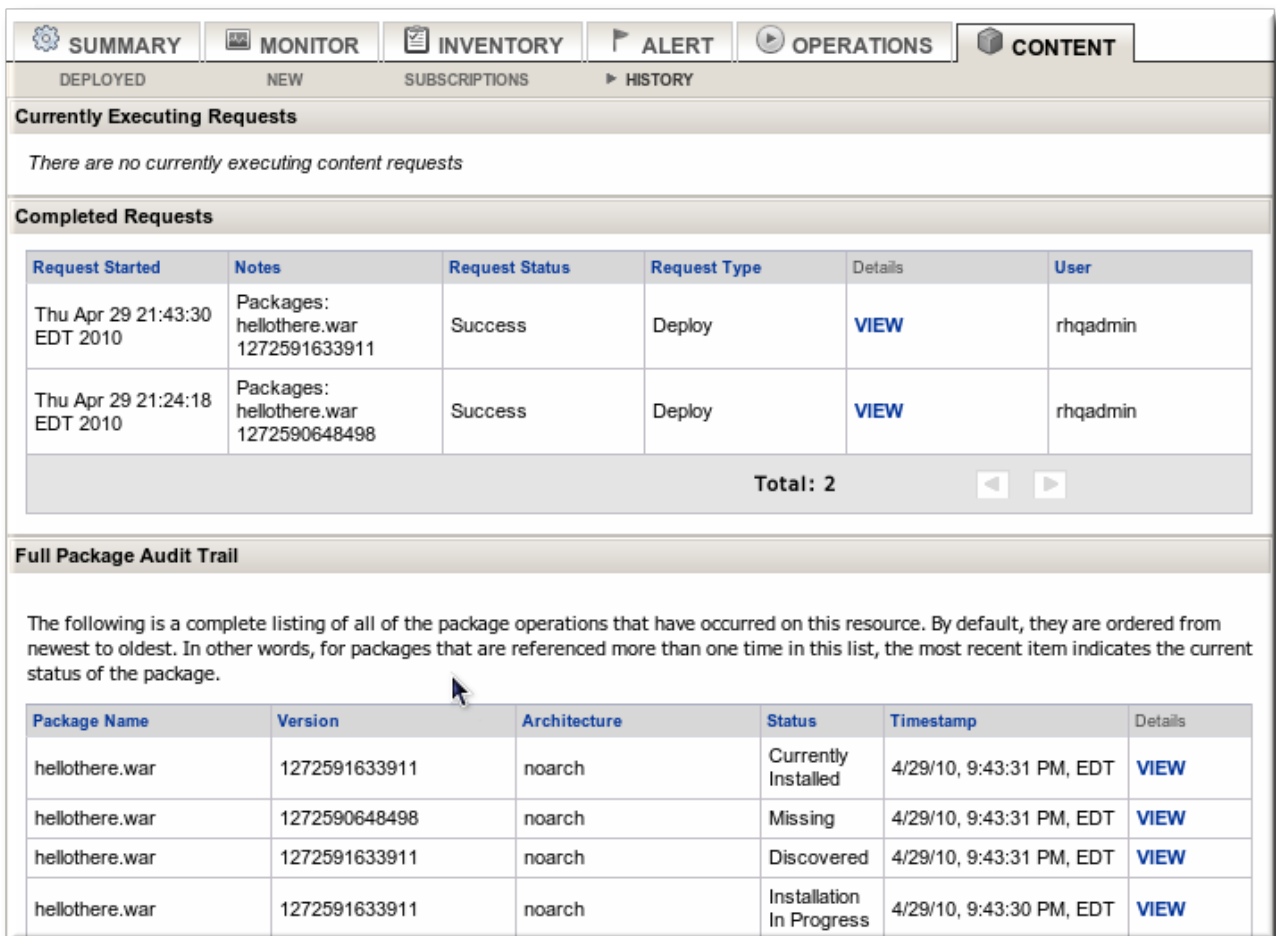 SUMMARY MONITOR INVENTORY ALERT OPERATIONS CONTENT
DEPLOYED NEW SUBSCRIPTIONS HISTORY
Currently Executing Requests
There are no currently executing content requests
Completed Requests
Request Started Notes Request Status Request Type Details User
Thu Apr 29 21:43:30 EDT 2010 Packages: hellothere.war 1272591633911 Success Deploy VIEW rhqadmin
Thu Apr 29 21:24:18 EDT 2010 Packages: hellothere.war 1272590648498 Success Deploy VIEW rhqadmin
Total: 2
Full Package Audit Trail
The following is a complete listing of all of the package operations that have occurred on this resource. By default, they are ordered from
newest to oldest. In other words, for packages that are referenced more than one time in this list, the most recent item indicates the current
status of the package.
Package Name Version Architecture Status Timestamp Details
hellothere.war 1272591633911 noarch Currently Installed 4/29/10, 9:43:31 PM, EDT VIEW
hellothere.war 1272590648498 noarch Missing 4/29/10, 9:43:31 PM, EDT VIEW
hellothere.war 1272591633911 noarch Discovered 4/29/10, 9:43:31 PM, EDT VIEW
hellothere.war 1272591633911 noarch Installation In Progress 4/29/10, 9:43:30 PM, EDT VIEW